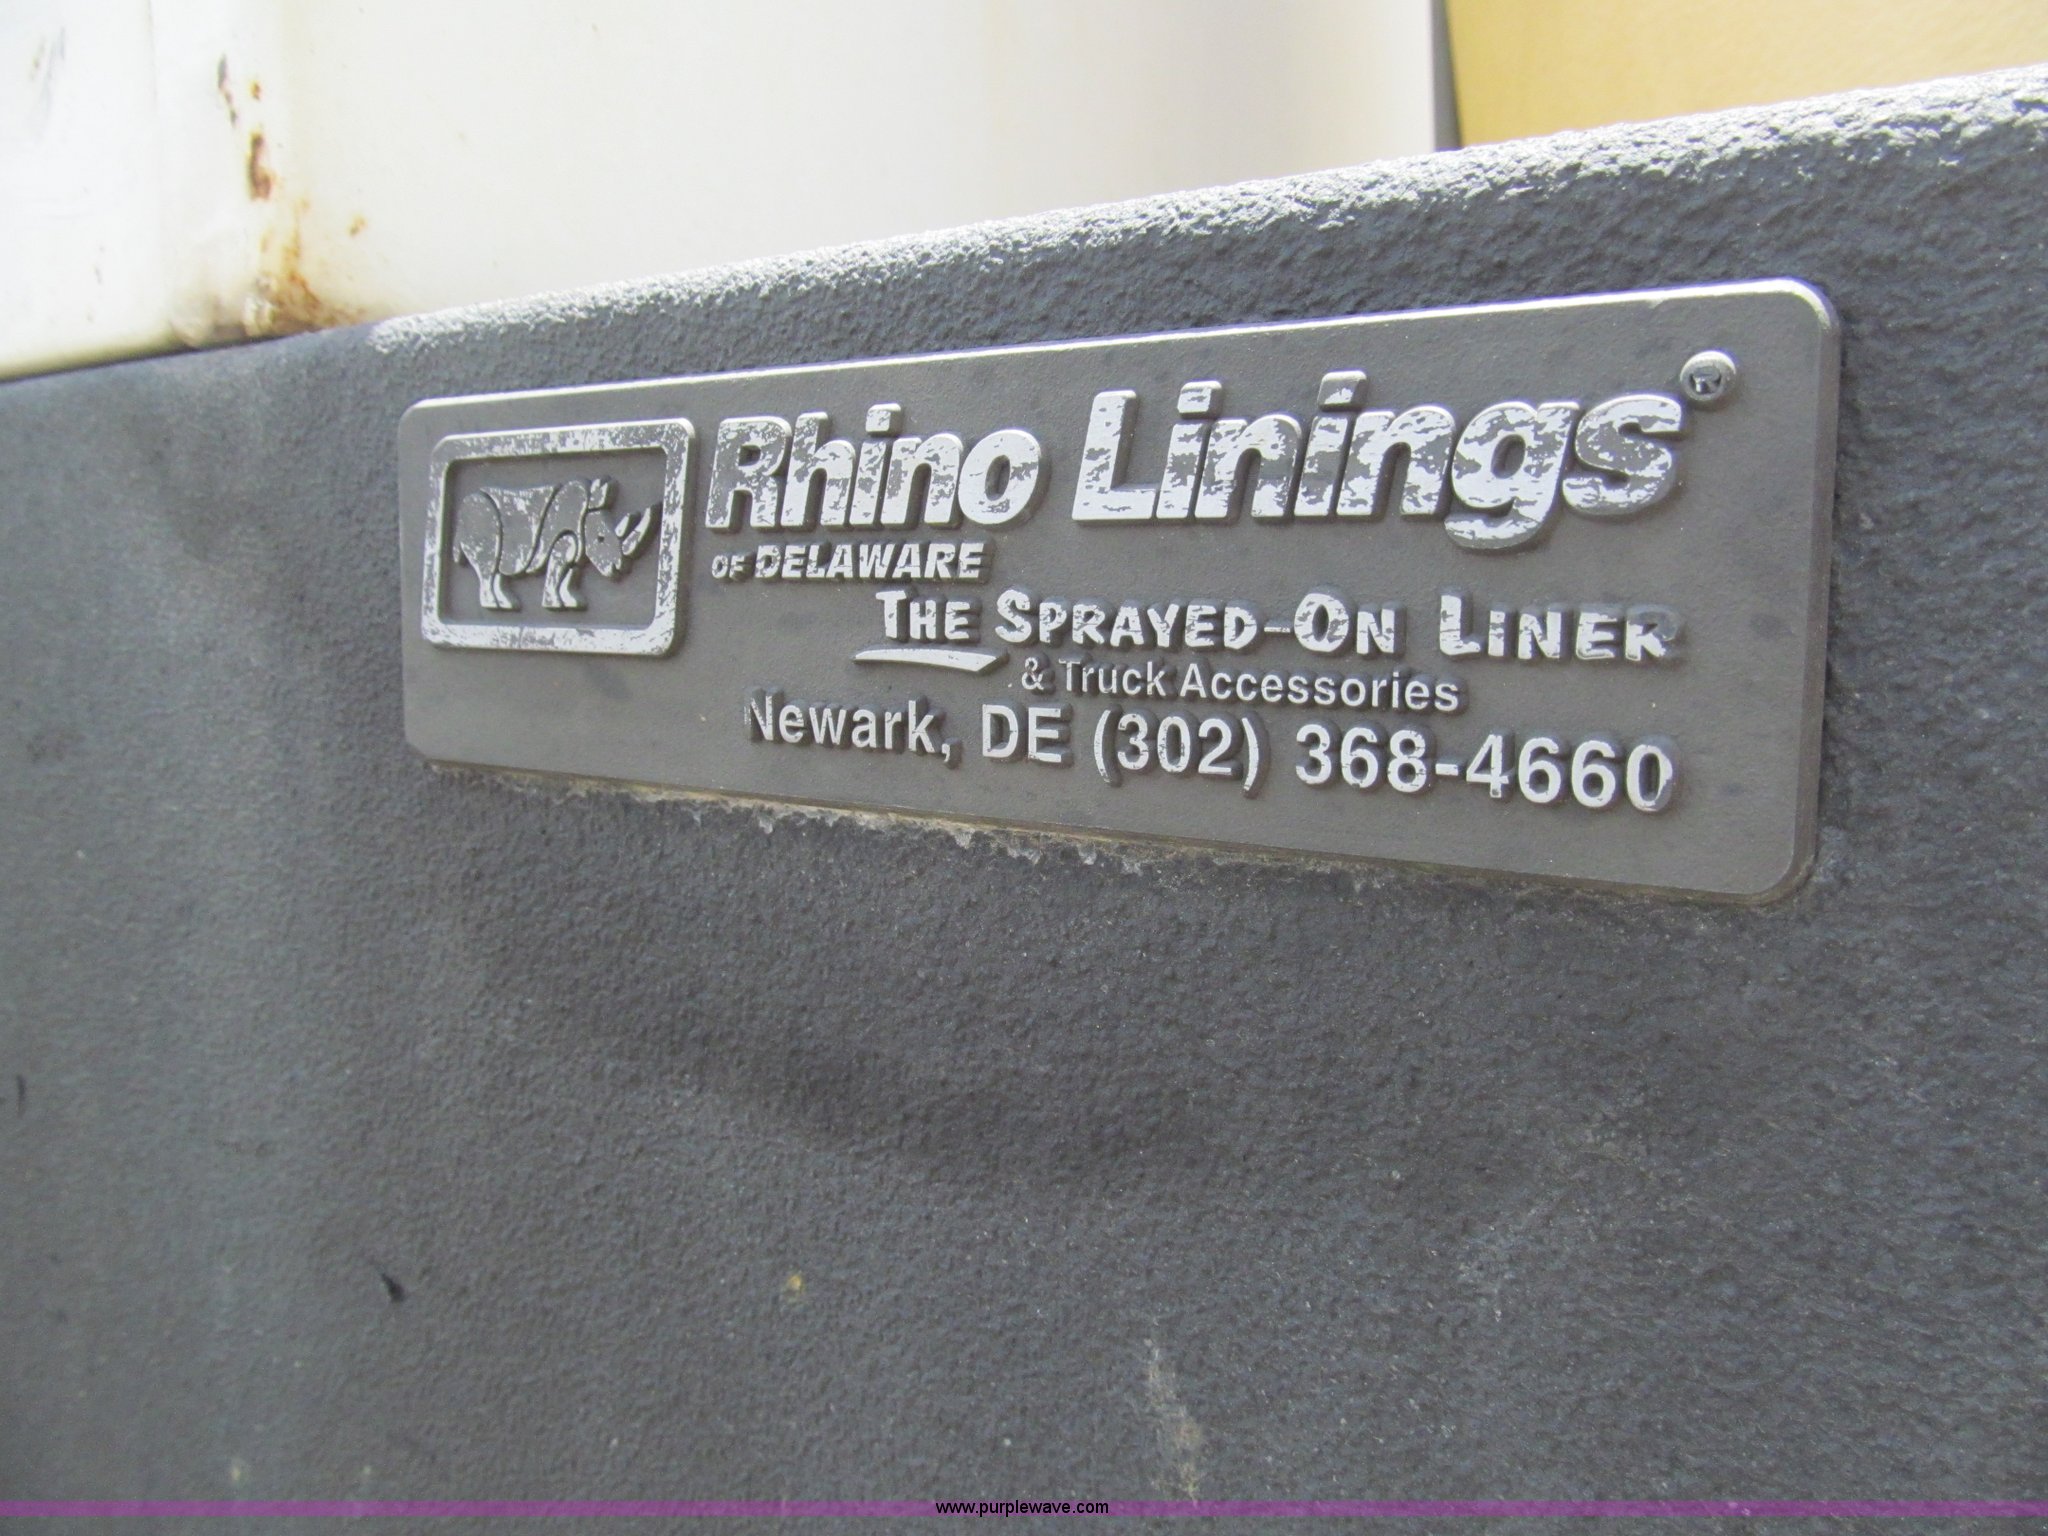 Rhino Linings®
OF DELAWARE
THE SPRAYED-ON LINER
& Truck Accessories
Newark, DE (302) 368-4660
www.purplewave.com